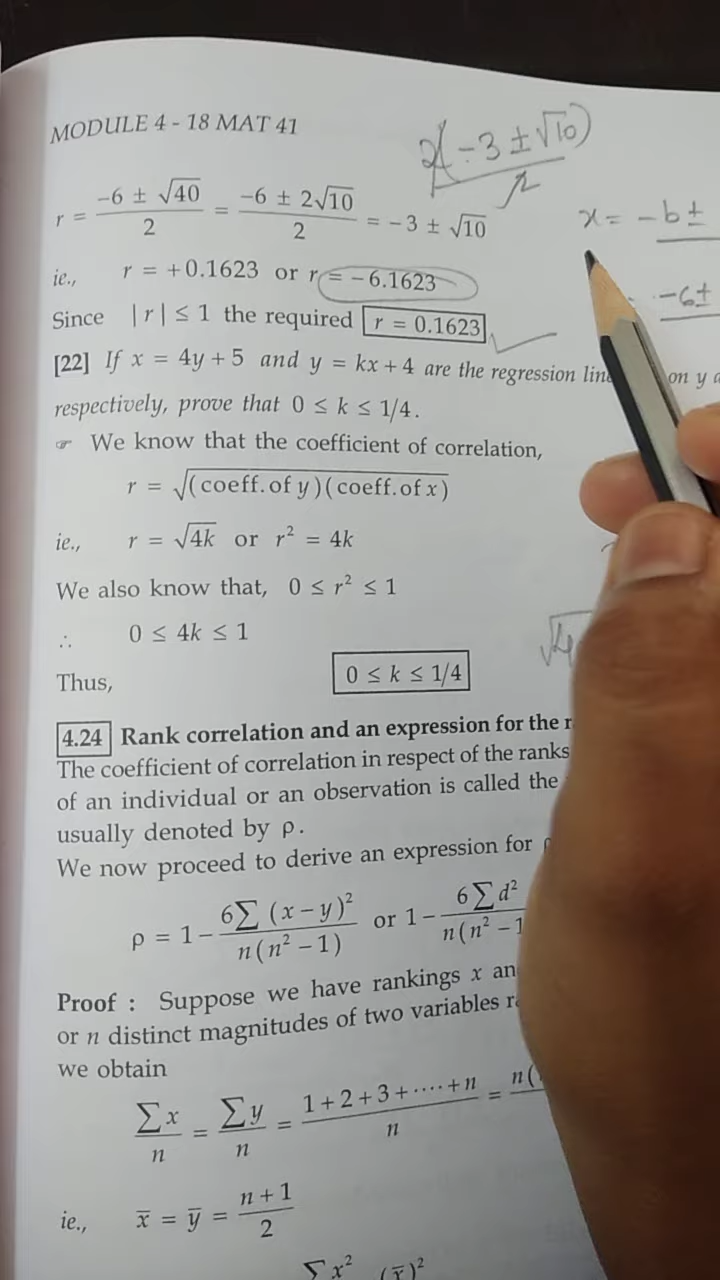 MODULE 4 - 18 MAT 41
2(-3 ± √10)/2
r = (-6 ± √40)/2 = (-6 ± 2√10)/2 = -3 ± √10
x = -b ±
ie., r = +0.1623 or r = -6.1623
-6 ±
Since |r| ≤ 1 the required r = 0.1623
[22] If x = 4y + 5 and y = kx + 4 are the regression on y
respectively, prove that 0 ≤ k ≤ 1/4.
☞ We know that the coefficient of correlation,
r = √(coeff. of y)(coeff. of x)
ie., r = √4k or r² = 4k
We also know that, 0 ≤ r² ≤ 1
∴ 0 ≤ 4k ≤ 1
Thus, 0 ≤ k ≤ 1/4
4.24 Rank correlation and an expression for the
The coefficient of correlation in respect of the ranks
of an individual or an observation is called the
usually denoted by ρ.
We now proceed to derive an expression for
ρ = 1 - 6∑(x-y)²/n(n²-1) or 1 - 6∑d²/n(n²-1
Proof : Suppose we have rankings x
or n distinct magnitudes of two variables
we obtain
∑x/n = ∑y/n = (1+2+3+····+n)/n = n(
ie., x̄ = ȳ = (n+1)/2
∑x² (x̄)²